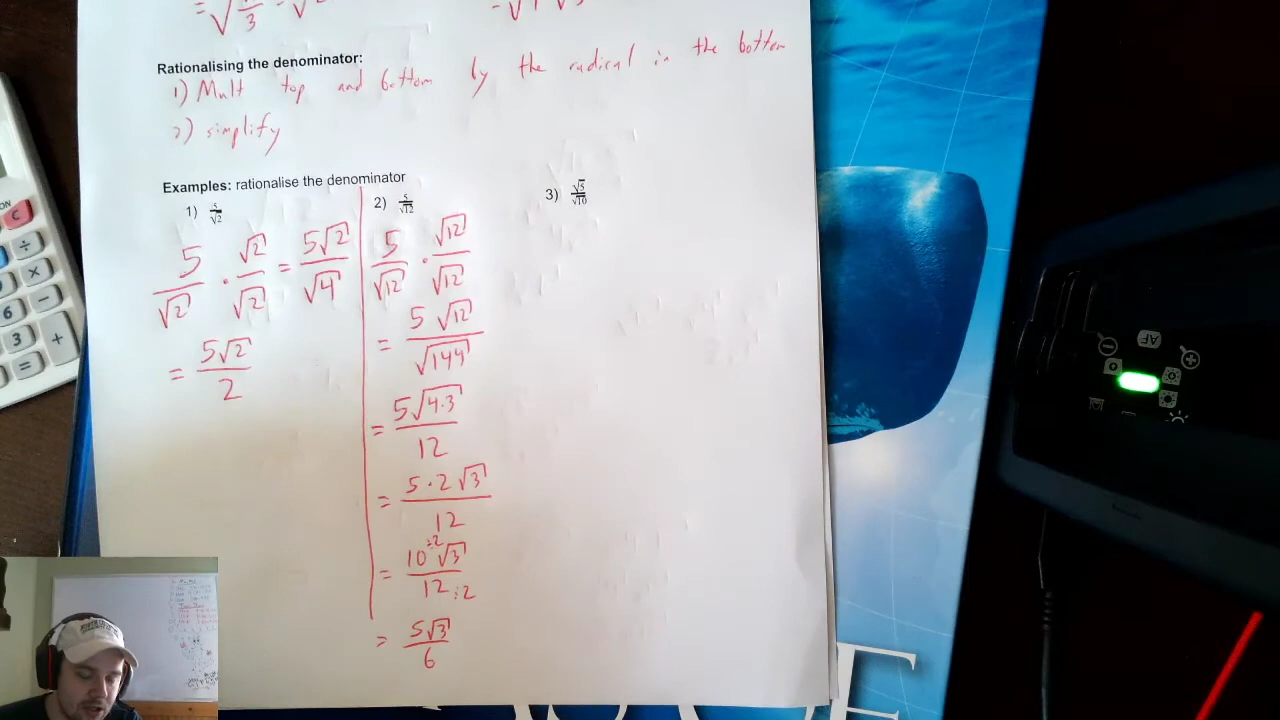 Rationalising the denominator:
1) Mult top and bottom by the radical in the bottom
2) simplify
Examples: rationalise the denominator
1) 5/√2
5/√2 · √2/√2 = 5√2/√4
= 5√2/2
2) 5/√12
5/√12 · √12/√12
= 5√12/√144
= 5√4·3/12
= 5·2√3/12
= 10÷2√3/12÷2
= 5√3/6
3) √5/√10
C
÷
×
−
6
+
3
=
AF